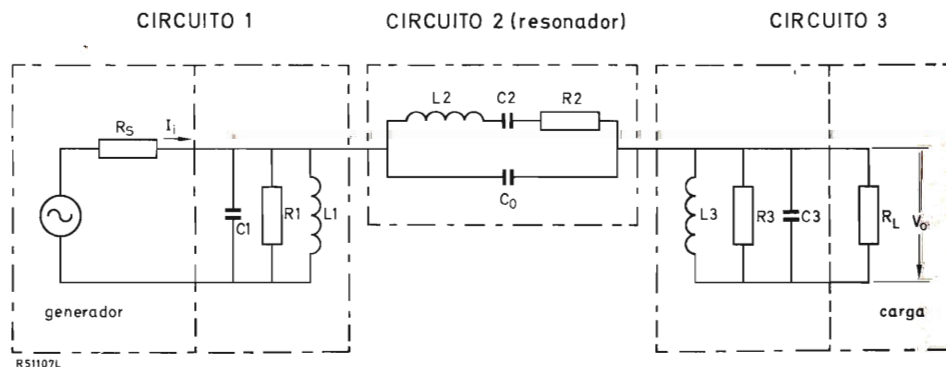 CIRCUITO 1
CIRCUITO 2 (resonador)
CIRCUITO 3
RS
Ii
C1
R1
L1
generador
L2
C2
R2
C0
L3
R3
C3
RL
Vo
carga
R51107L